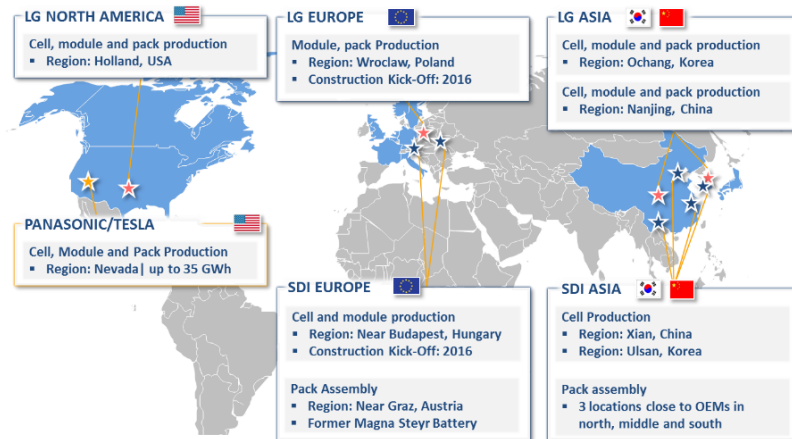 LG NORTH AMERICA
Cell, module and pack production
▪ Region: Holland, USA
LG EUROPE
Module, pack Production
▪ Region: Wroclaw, Poland
▪ Construction Kick-Off: 2016
LG ASIA
Cell, module and pack production
▪ Region: Ochang, Korea
Cell, module and pack production
▪ Region: Nanjing, China
PANASONIC/TESLA
Cell, Module and Pack Production
▪ Region: Nevada| up to 35 GWh
SDI EUROPE
Cell and module production
▪ Region: Near Budapest, Hungary
▪ Construction Kick-Off: 2016
Pack Assembly
▪ Region: Near Graz, Austria
▪ Former Magna Steyr Battery
SDI ASIA
Cell Production
▪ Region: Xian, China
▪ Region: Ulsan, Korea
Pack assembly
▪ 3 locations close to OEMs in
north, middle and south